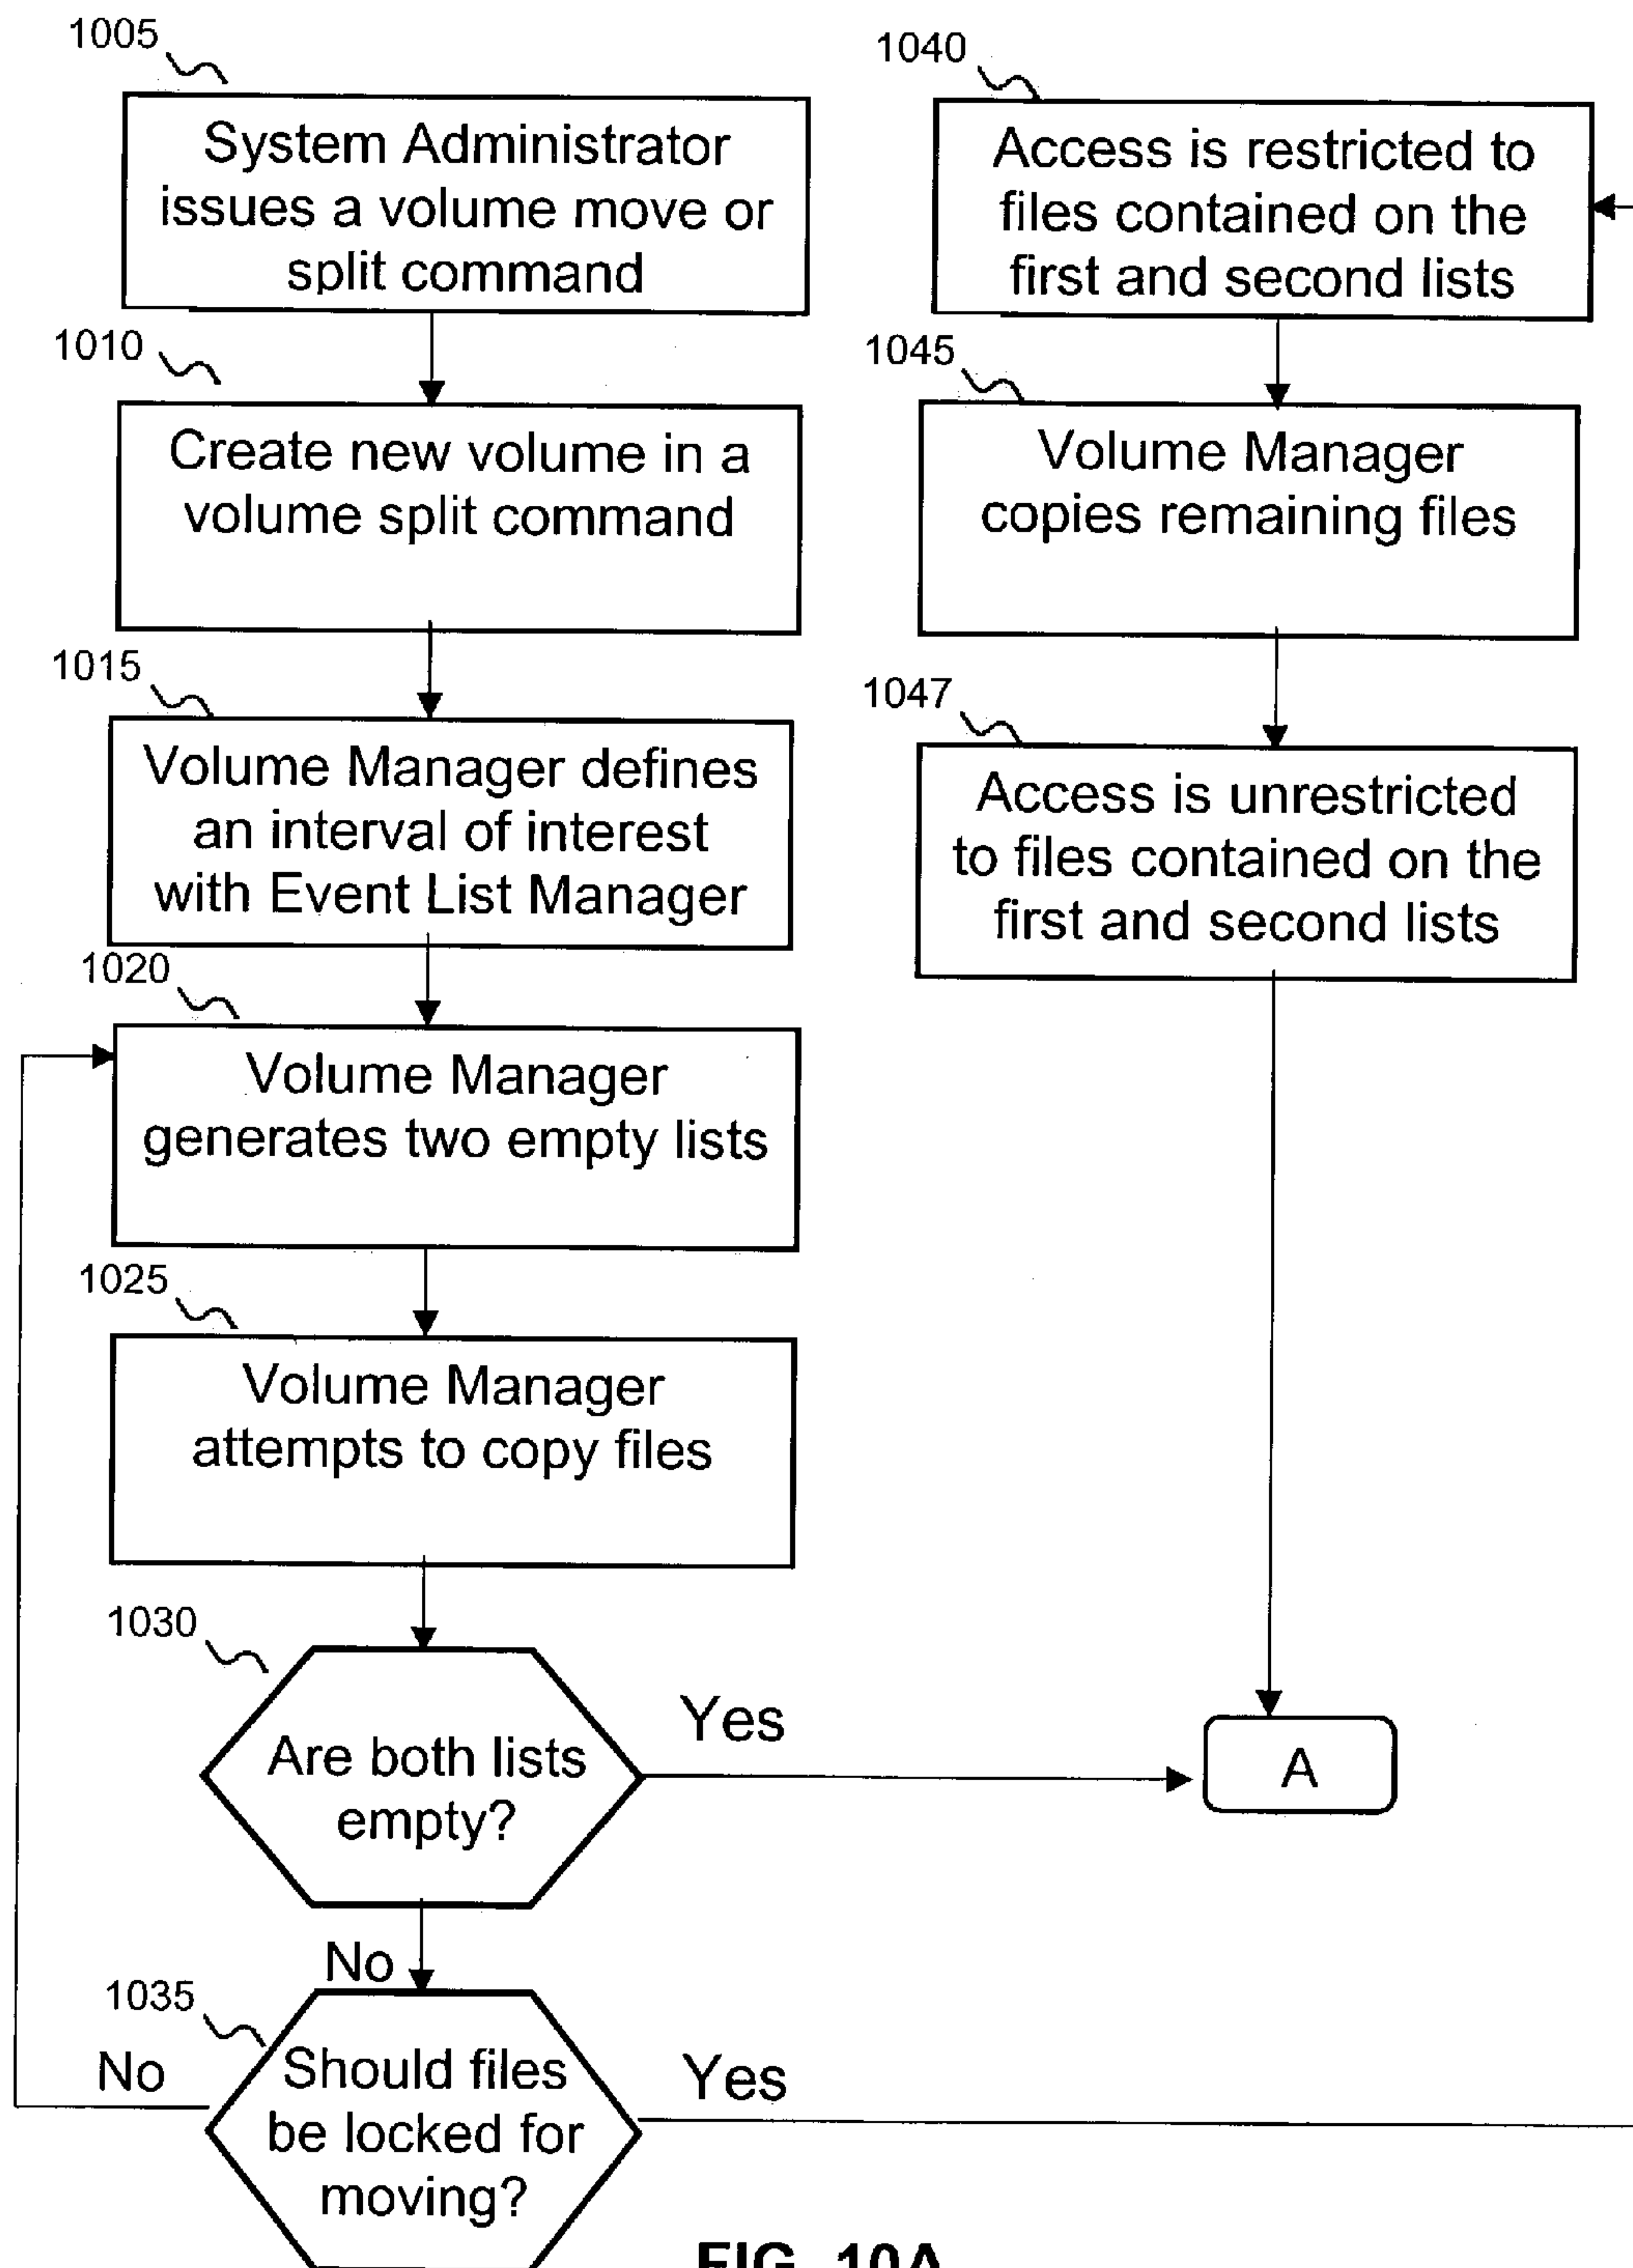 1005
System Administrator
issues a volume move or
split command
1010
Create new volume in a
volume split command
1015
Volume Manager defines
an interval of interest
with Event List Manager
1020
Volume Manager
generates two empty lists
1025
Volume Manager
attempts to copy files
1030
Are both lists
empty?
Yes
No
1035
Should files
be locked for
moving?
No
Yes
1040
Access is restricted to
files contained on the
first and second lists
1045
Volume Manager
copies remaining files
1047
Access is unrestricted
to files contained on the
first and second lists
A
FIG. 10A